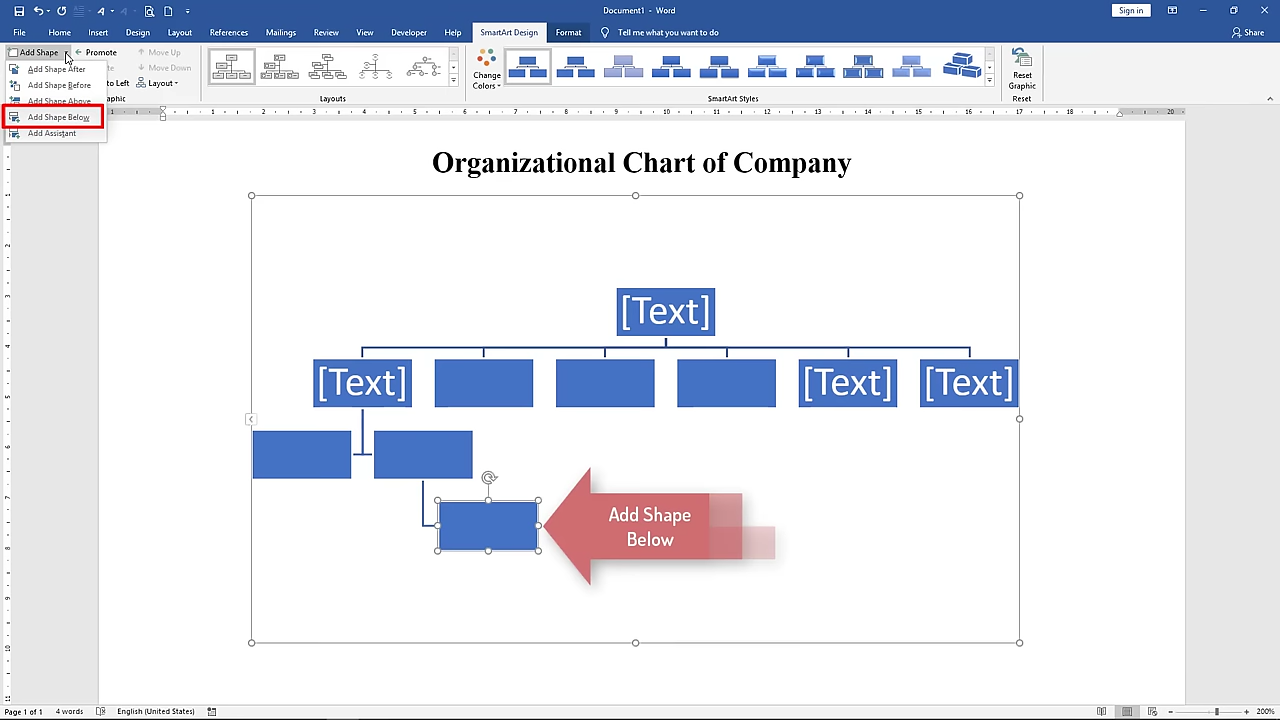 Document1 - Word
Sign in
File Home Insert Design Layout References Mailings Review View Developer Help SmartArt Design Format Tell me what you want to do Share
Add Shape Promote Move Up
Add Shape After Move Down
Add Shape Before Layout
Add Shape Above
Add Shape Below
Add Assistant
Layouts
Change
Colors
SmartArt Styles
Reset
Graphic
Reset
Organizational Chart of Company
[Text]
[Text] [Text] [Text]
Add Shape
Below
Page 1 of 1 4 words English (United States) 200%